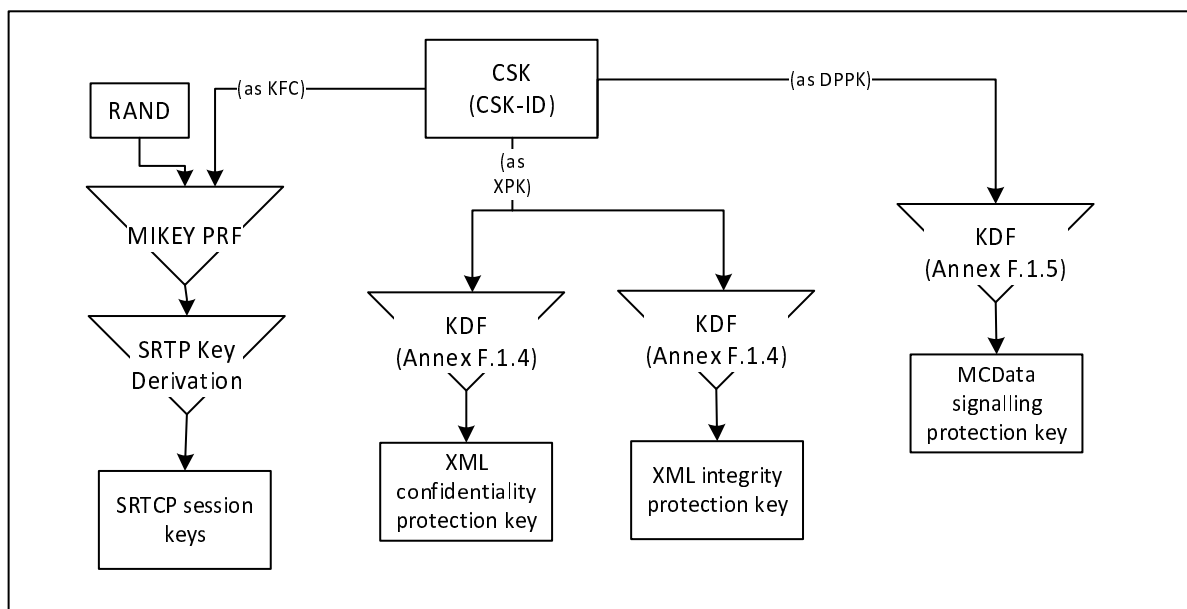 CSK
(CSK-ID)
(as KFC)
(as DPPK)
RAND
(as
XPK)
MIKEY PRF
KDF
(Annex F.1.5)
SRTP Key
Derivation
KDF
(Annex F.1.4)
KDF
(Annex F.1.4)
MCData
signalling
protection key
XML
confidentiality
protection key
XML integrity
protection key
SRTCP session
keys